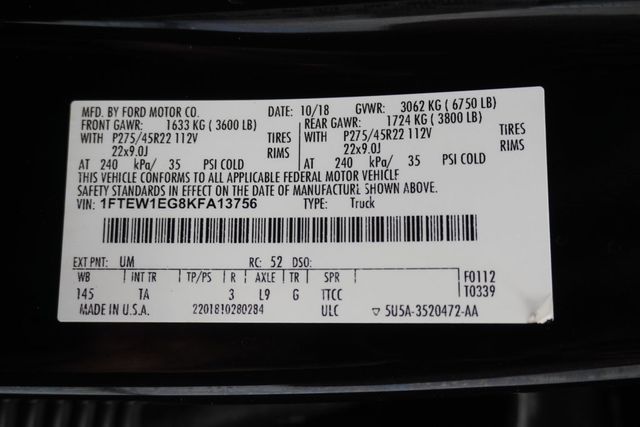 MFD. BY FORD MOTOR CO. DATE: 10/18 GVWR: 3062 KG ( 6750 LB)
FRONT GAWR: 1633 KG ( 3600 LB) REAR GAWR: 1724 KG ( 3800 LB)
WITH P275/45R22 112V TIRES WITH P275/45R22 112V TIRES
22x9.0J RIMS 22x9.0J RIMS
AT 240 kPa/ 35 PSI COLD AT 240 kPa/ 35 PSI COLD
THIS VEHICLE CONFORMS TO ALL APPLICABLE FEDERAL MOTOR VEHICLE
SAFETY STANDARDS IN EFFECT ON THE DATE OF MANUFACTURE SHOWN ABOVE.
VIN: 1FTEW1EG8KFA13756 TYPE: Truck
EXT PNT: UM RC: 52 DSO:
WB INT TR TP/PS R AXLE TR SPR F0112
145 TA 3 L9 G TTCC T0339
MADE IN U.S.A. 2201810280284 ULC ▽ 5U5A-3520472-AA